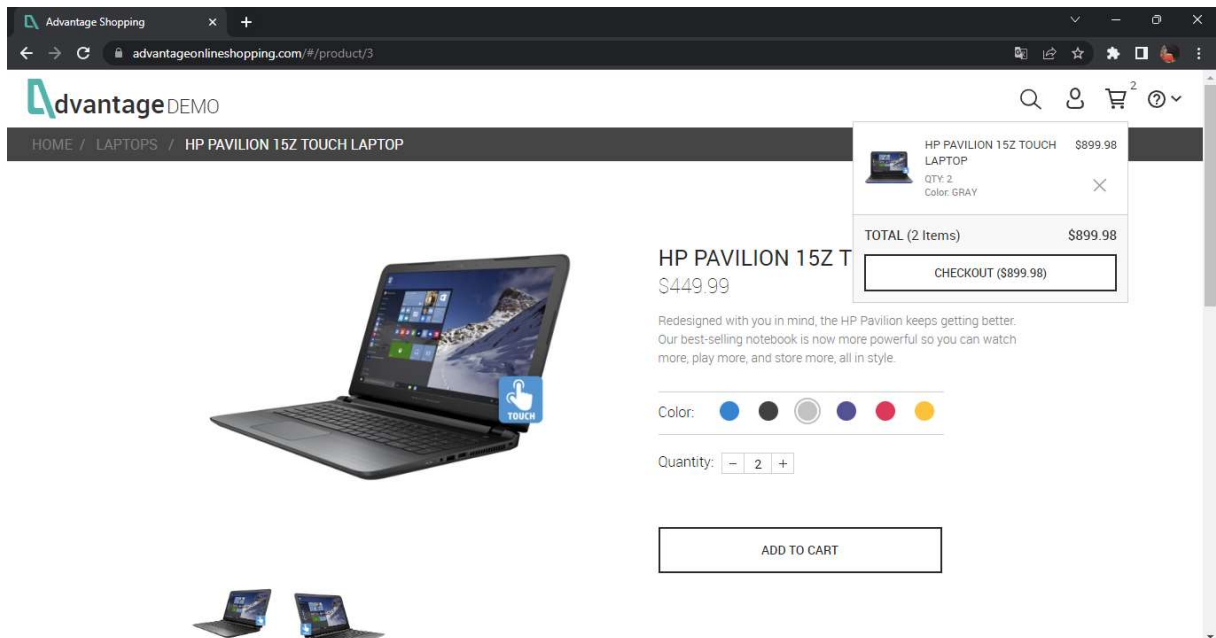 Advantage Shopping
advantageonlineshopping.com/#/product/3
dvantage DEMO
2
HOME / LAPTOPS / HP PAVILION 15Z TOUCH LAPTOP
HP PAVILION 15Z TOUCH $899.98
LAPTOP
QTY: 2
Color: GRAY
TOTAL (2 Items) $899.98
CHECKOUT ($899.98)
HP PAVILION 15Z T
$449.99
Redesigned with you in mind, the HP Pavilion keeps getting better.
Our best-selling notebook is now more powerful so you can watch
more, play more, and store more, all in style.
TOUCH
Color:
Quantity: − 2 +
ADD TO CART